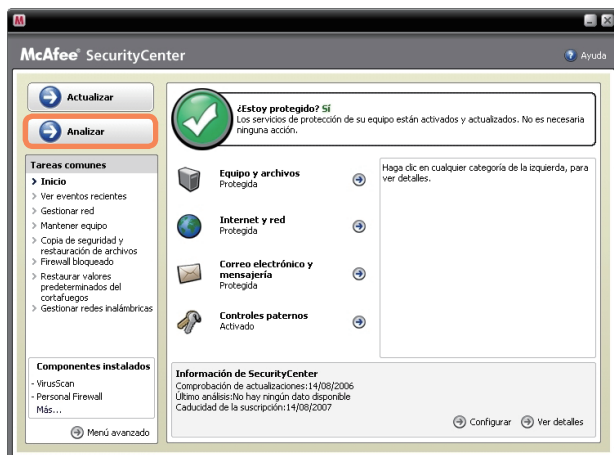 McAfee® SecurityCenter
Ayuda
Actualizar
Analizar
Tareas comunes
Inicio
Ver eventos recientes
Gestionar red
Mantener equipo
Copia de seguridad y
restauración de archivos
Firewall bloqueado
Restaurar valores
predeterminados del
cortafuegos
Gestionar redes inalámbricas
Componentes instalados
- VirusScan
- Personal Firewall
Más...
Menú avanzado
¿Estoy protegido? Sí
Los servicios de protección de su equipo están activados y actualizados. No es necesaria
ninguna acción.
Equipo y archivos
Protegida
Internet y red
Protegida
Correo electrónico y
mensajería
Protegida
Controles paternos
Activado
Haga clic en cualquier categoría de la izquierda, para
ver detalles.
Información de SecurityCenter
Comprobación de actualizaciones:14/08/2006
Último análisis:No hay ningún dato disponible
Caducidad de la suscripción:14/08/2007
Configurar
Ver detalles